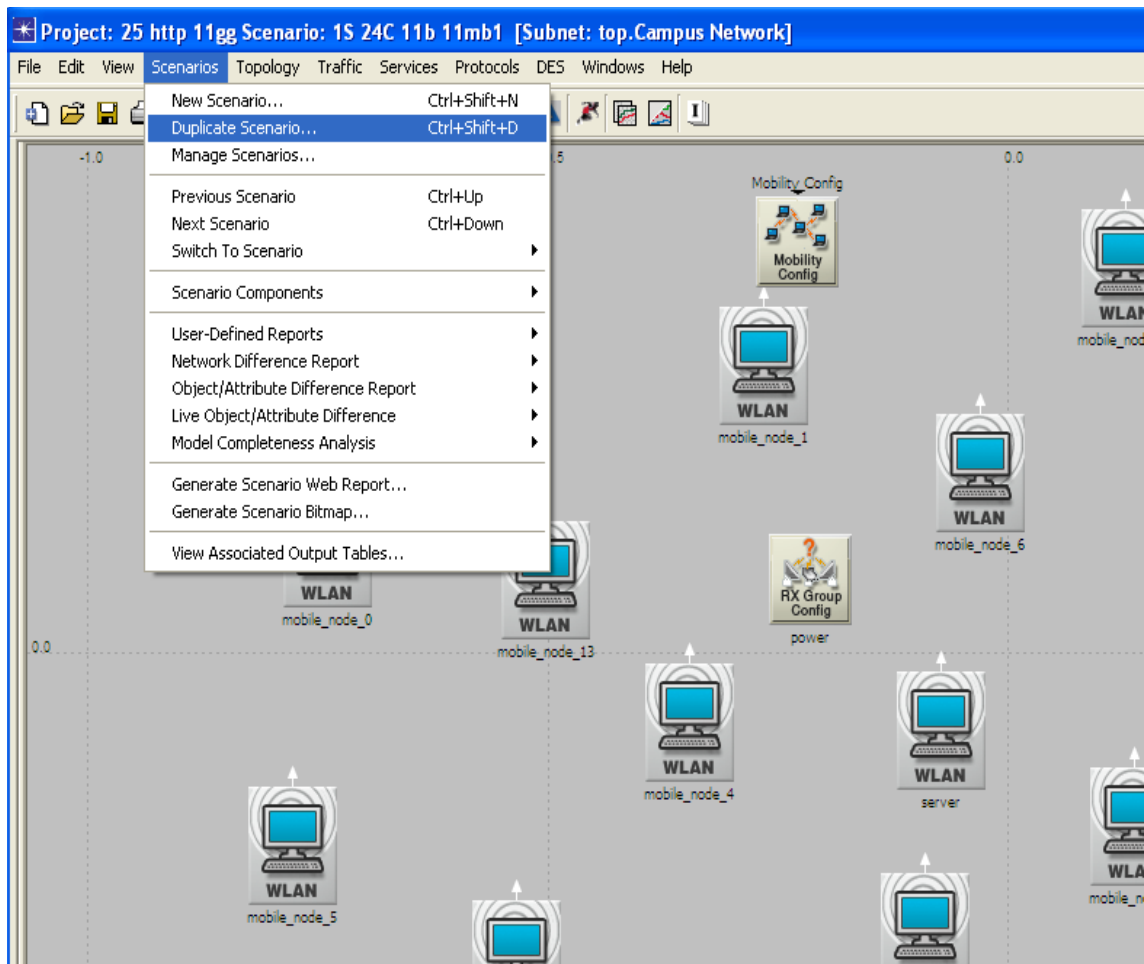 Project: 25 http 11gg Scenario: 1S 24C 11b 11mb1 [Subnet: top.Campus Network]
File Edit View Scenarios Topology Traffic Services Protocols DES Windows Help
New Scenario... Ctrl+Shift+N
Duplicate Scenario... Ctrl+Shift+D
Manage Scenarios...
Previous Scenario Ctrl+Up
Next Scenario Ctrl+Down
Switch To Scenario
Scenario Components
User-Defined Reports
Network Difference Report
Object/Attribute Difference Report
Live Object/Attribute Difference
Model Completeness Analysis
Generate Scenario Web Report...
Generate Scenario Bitmap...
View Associated Output Tables...
-1.0
.5
0.0
Mobility_Config
Mobility
Config
WLAN
mobile_node_1
WLAN
mobile_nod
WLAN
mobile_node_6
WLAN
mobile_node_0
WLAN
mobile_node_13
RX Group
Config
power
0.0
WLAN
mobile_node_4
WLAN
server
WLAN
mobile_node_5
WLA
mobile_n